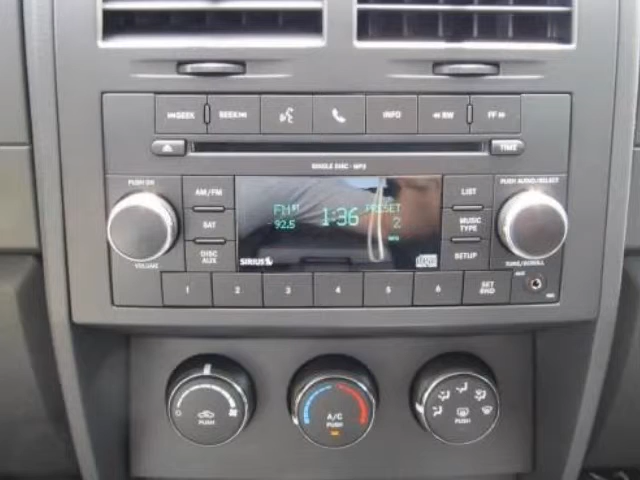 SEEK SEEK INFO RW FF
TIME
SINGLE DISC - MP3
PUSH ON AM/FM LIST PUSH AUDIO/SELECT
FM ST 1:36 PRESET
92.5 2
SAT MUSIC TYPE
DISC AUX SETUP
SIRIUS
VOLUME TUNE/SCROLL
1 2 3 4 5 6 SET RND
PUSH A/C PUSH PUSH